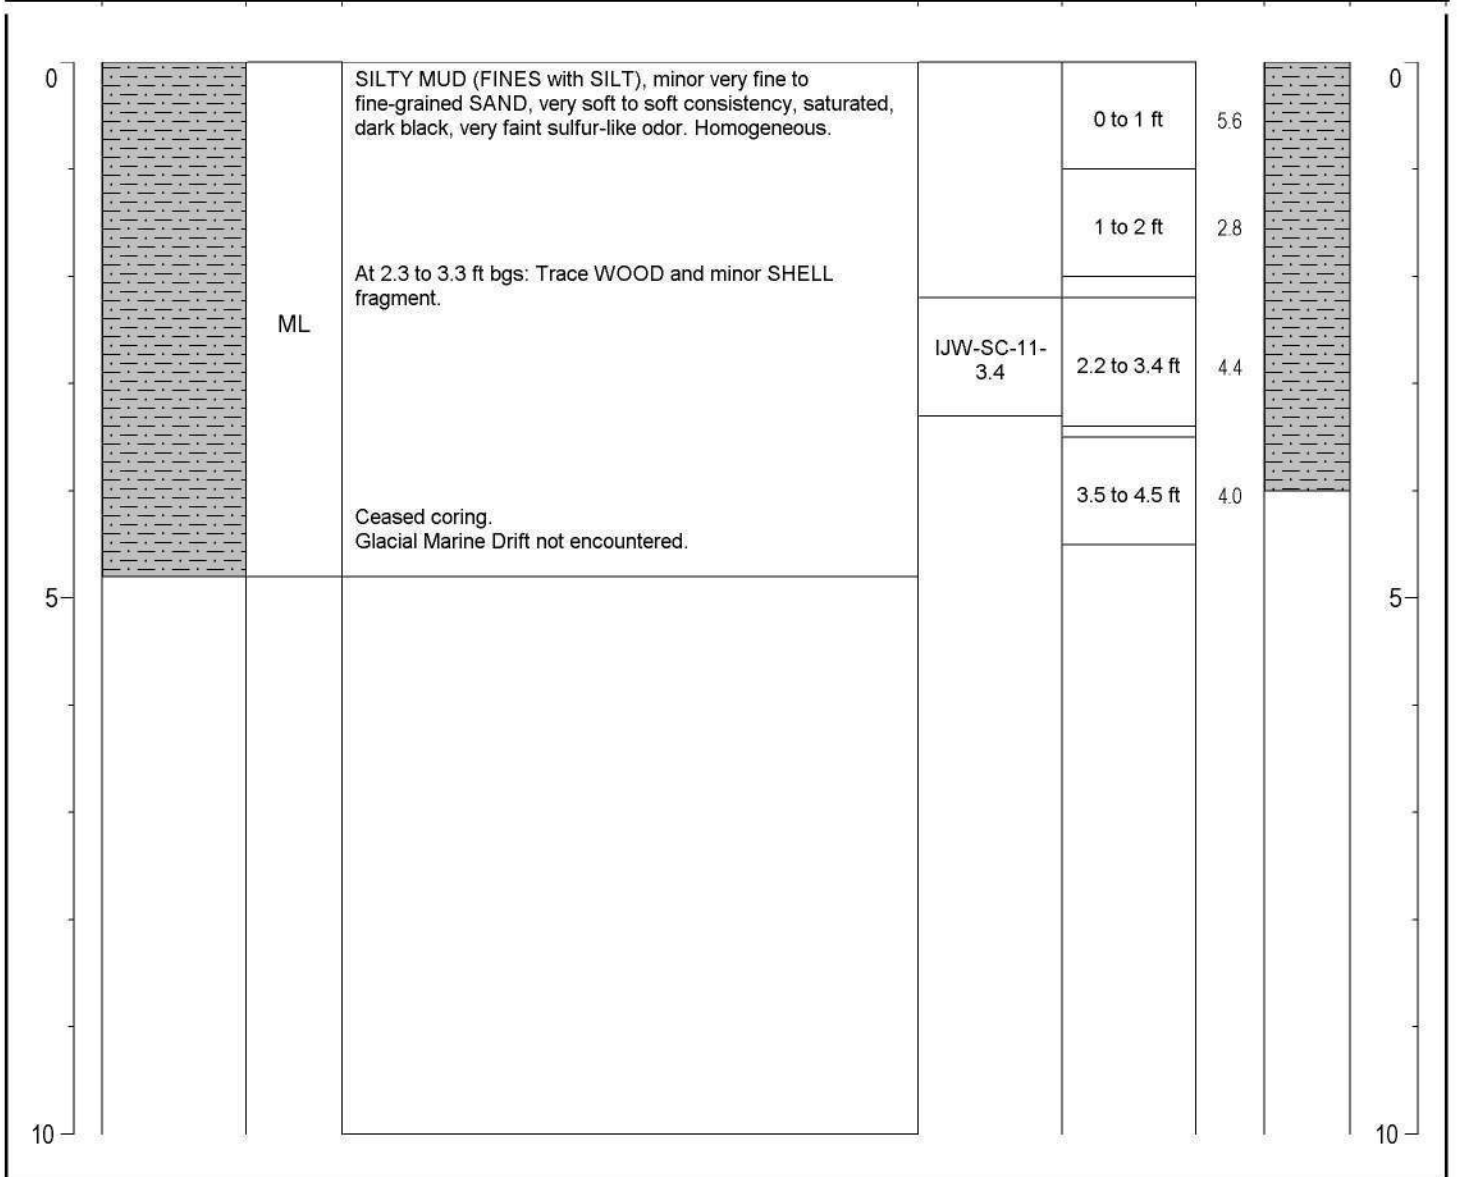 0
0
SILTY MUD (FINES with SILT), minor very fine to
fine-grained SAND, very soft to soft consistency, saturated,
dark black, very faint sulfur-like odor. Homogeneous.
0 to 1 ft
5.6
1 to 2 ft
2.8
At 2.3 to 3.3 ft bgs: Trace WOOD and minor SHELL
fragment.
ML
IJW-SC-11-
3.4
2.2 to 3.4 ft
4.4
3.5 to 4.5 ft
4.0
Ceased coring.
Glacial Marine Drift not encountered.
5
5
10
10